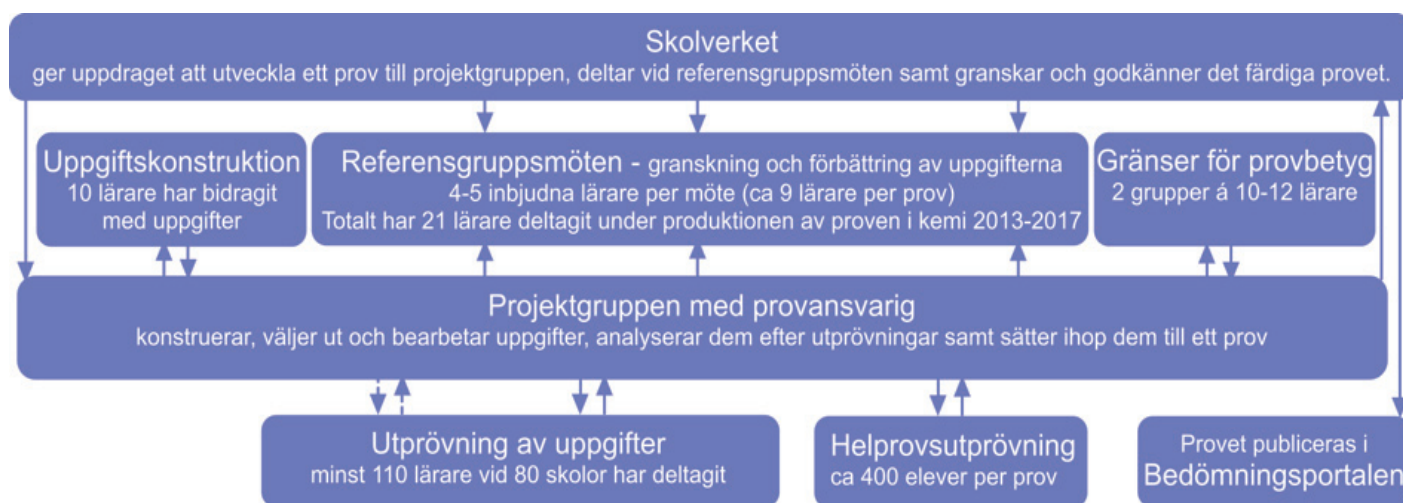 Skolverket
ger uppdraget att utveckla ett prov till projektgruppen, deltar vid referensgruppsmöten samt granskar och godkänner det färdiga provet.
Uppgiftskonstruktion
10 lärare har bidragit
med uppgifter
Referensgruppsmöten - granskning och förbättring av uppgifterna
4-5 inbjudna lärare per möte (ca 9 lärare per prov)
Totalt har 21 lärare deltagit under produktionen av proven i kemi 2013-2017
Gränser för provbetyg
2 grupper á 10-12 lärare
Projektgruppen med provansvarig
konstruerar, väljer ut och bearbetar uppgifter, analyserar dem efter utprövningar samt sätter ihop dem till ett prov
Utprövning av uppgifter
minst 110 lärare vid 80 skolor har deltagit
Helprovsutprövning
ca 400 elever per prov
Provet publiceras i
Bedömningsportalen